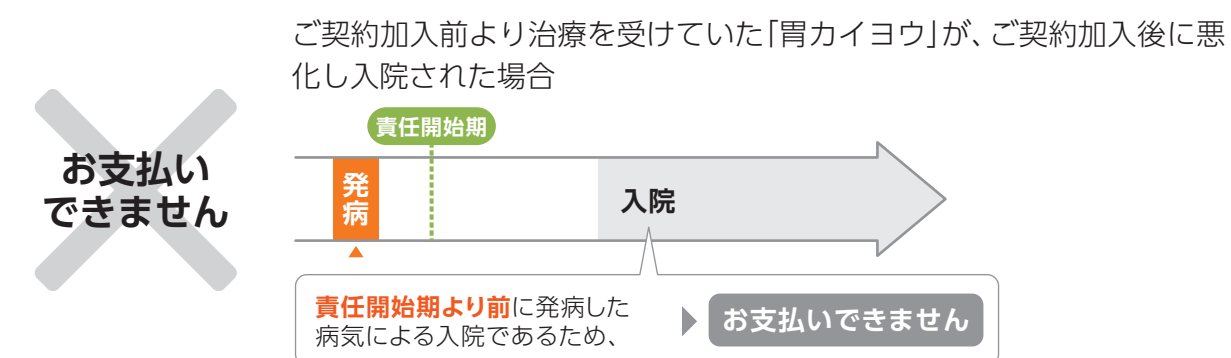 ご契約加入前より治療を受けていた「胃カイヨウ」が、ご契約加入後に悪
化し入院された場合
お支払い
できません
責任開始期
発病
入院
責任開始期より前に発病した
病気による入院であるため、
お支払いできません